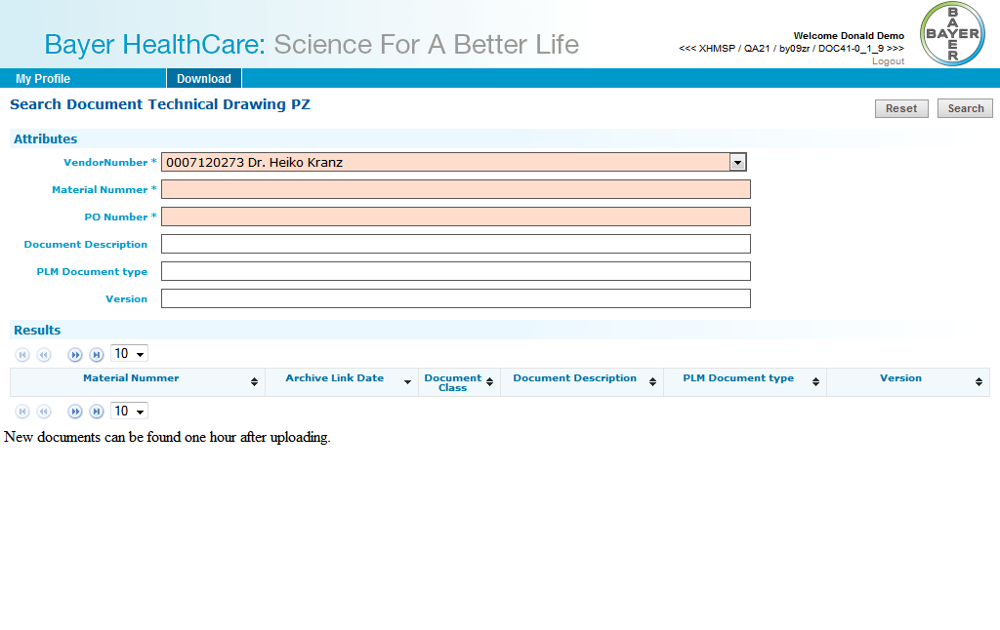 Bayer HealthCare: Science For A Better Life
Welcome Donald Demo
<<< XHMSP / QA21 / by09zr / DOC41-0_1_9 >>>
Logout
BAYER
BAYER
My Profile Download
Search Document Technical Drawing PZ
Reset Search
Attributes
VendorNumber * 0007120273 Dr. Heiko Kranz
Material Nummer *
PO Number *
Document Description
PLM Document type
Version
Results
10
Material Nummer Archive Link Date Document Class Document Description PLM Document type Version
10
New documents can be found one hour after uploading.